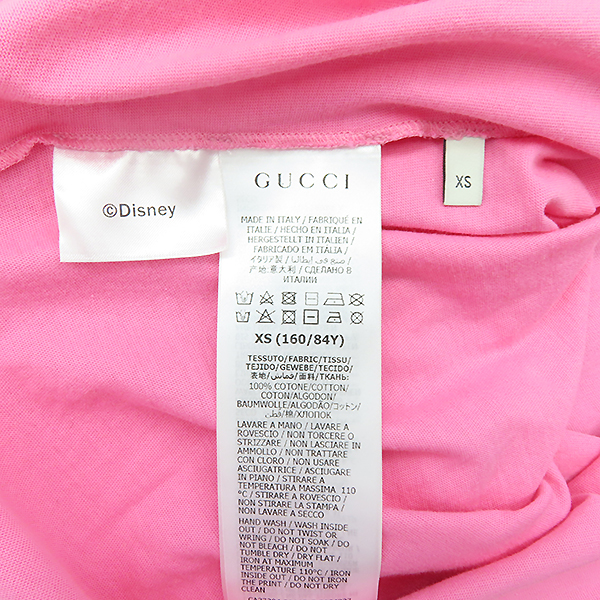 ©Disney
GUCCI
XS
MADE IN ITALY / FABRIQUÉ EN
ITALIE / HECHO EN ITALIA /
HERGESTELLT IN ITALIEN /
FABRICADO EM ITALIA /
イタリア製 / صنع في إيطاليا /
产地:意大利 / СДЕЛАНО В
ИТАЛИИ
XS (160/84Y)
TESSUTO/FABRIC/TISSU/
TEJIDO/GEWEBE/TECIDO/
表地/قماش/面料/ТКАНЬ:
100% COTONE/COTTON/
COTON/ALGODON/
BAUMWOLLE/ALGODÃO/コットン/
قطن/棉/ХЛОПОК
LAVARE A MANO / LAVARE A
ROVESCIO / NON TORCERE O
STRIZZARE / NON LASCIARE IN
AMMOLLO / NON TRATTARE
CON CLORO / NON USARE
ASCIUGATRICE / ASCIUGARE
IN PIANO / STIRARE A
TEMPERATURA MASSIMA 110
°C / STIRARE A ROVESCIO /
NON STIRARE LA STAMPA /
NON LAVARE A SECCO
HAND WASH / WASH INSIDE
OUT / DO NOT TWIST OR
WRING / DO NOT SOAK / DO
NOT BLEACH / DO NOT
TUMBLE DRY / DRY FLAT /
IRON AT MAXIMUM
TEMPERATURE 110°C / IRON
INSIDE OUT / DO NOT IRON
THE PRINT / DO NOT DRY
CLEAN